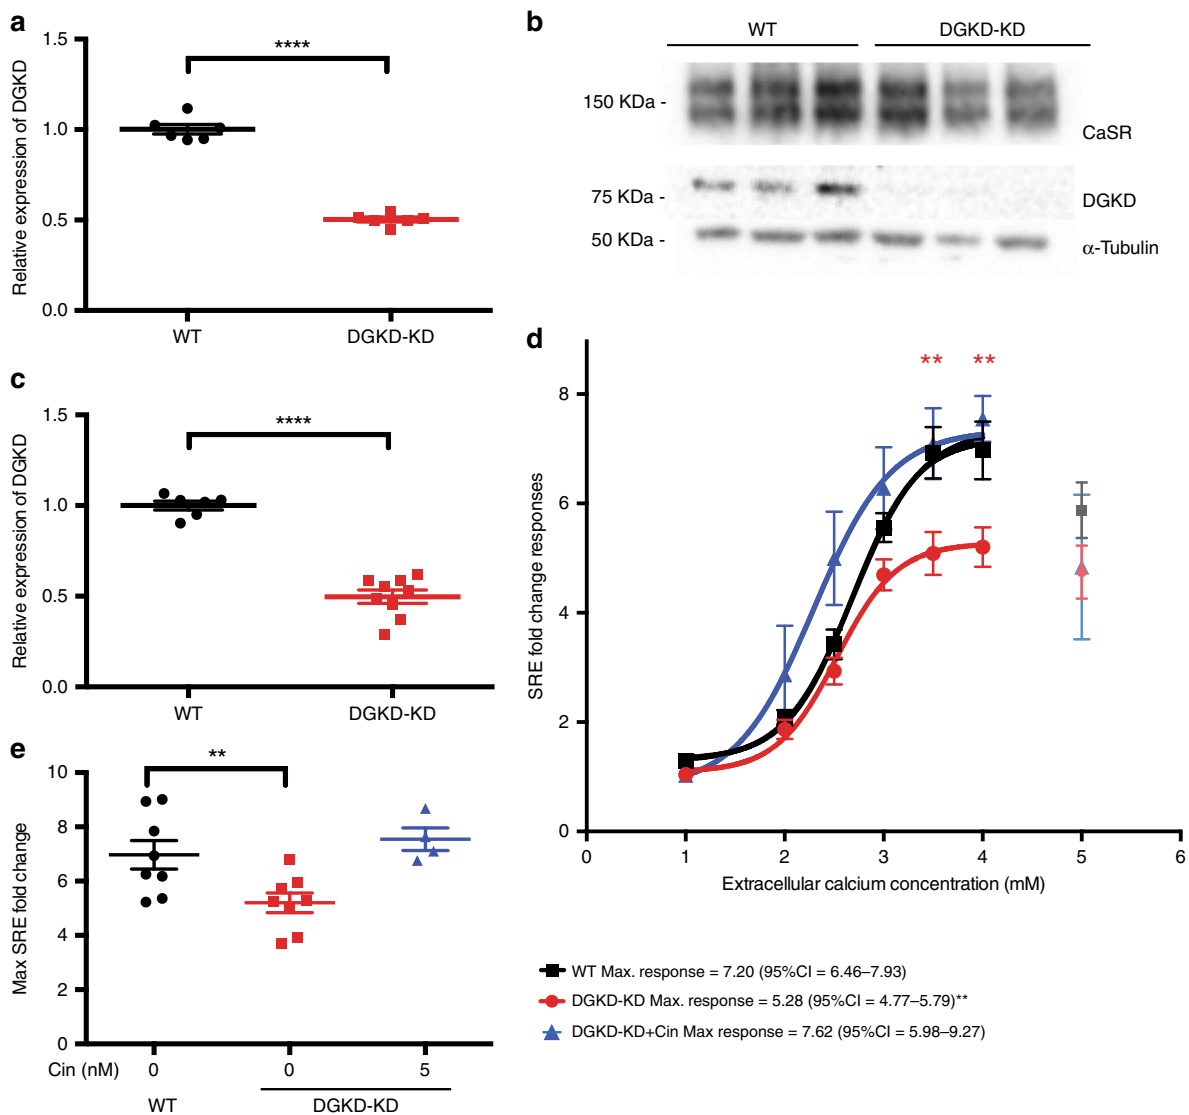 a
1.5
1.0
0.5
0.0
Relative expression of DGKD
****
WT
DGKD-KD
b
WT
DGKD-KD
150 KDa -
CaSR
75 KDa -
DGKD
50 KDa -
α-Tubulin
c
1.5
1.0
0.5
0.0
Relative expression of DGKD
****
WT
DGKD-KD
d
8
6
4
2
0
SRE fold change responses
**
**
0
1
2
3
4
5
6
Extracellular calcium concentration (mM)
WT Max. response = 7.20 (95%CI = 6.46–7.93)
DGKD-KD Max. response = 5.28 (95%CI = 4.77–5.79)**
DGKD-KD+Cin Max response = 7.62 (95%CI = 5.98–9.27)
e
10
8
6
4
2
0
Max SRE fold change
**
Cin (nM)
0
0
5
WT
DGKD-KD